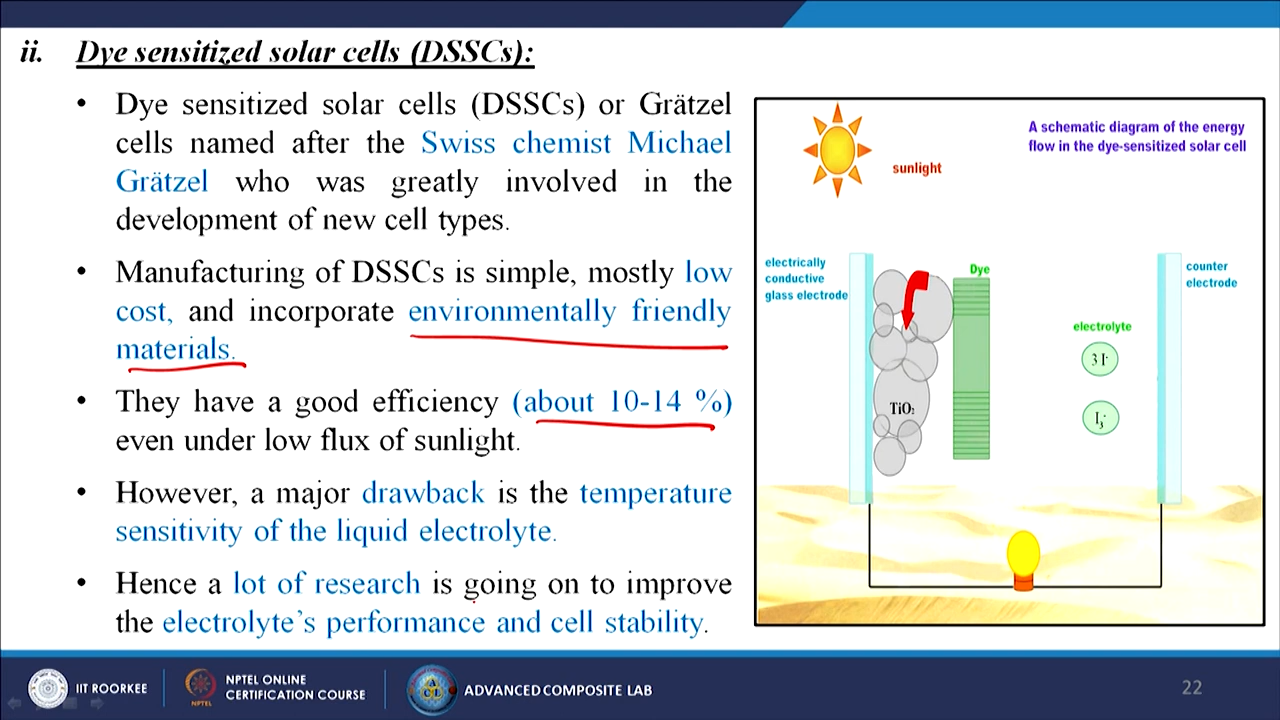 ii. Dye sensitized solar cells (DSSCs):
• Dye sensitized solar cells (DSSCs) or Grätzel
cells named after the Swiss chemist Michael
Grätzel who was greatly involved in the
development of new cell types.
• Manufacturing of DSSCs is simple, mostly low
cost, and incorporate environmentally friendly
materials.
• They have a good efficiency (about 10-14 %)
even under low flux of sunlight.
• However, a major drawback is the temperature
sensitivity of the liquid electrolyte.
• Hence a lot of research is going on to improve
the electrolyte’s performance and cell stability.
A schematic diagram of the energy
flow in the dye-sensitized solar cell
sunlight
electrically
conductive
glass electrode
Dye
counter
electrode
electrolyte
3 I⁻
I₃⁻
TiO₂
IIT ROORKEE
NPTEL
NPTEL ONLINE
CERTIFICATION COURSE
ACL
ADVANCED COMPOSITE LAB
22